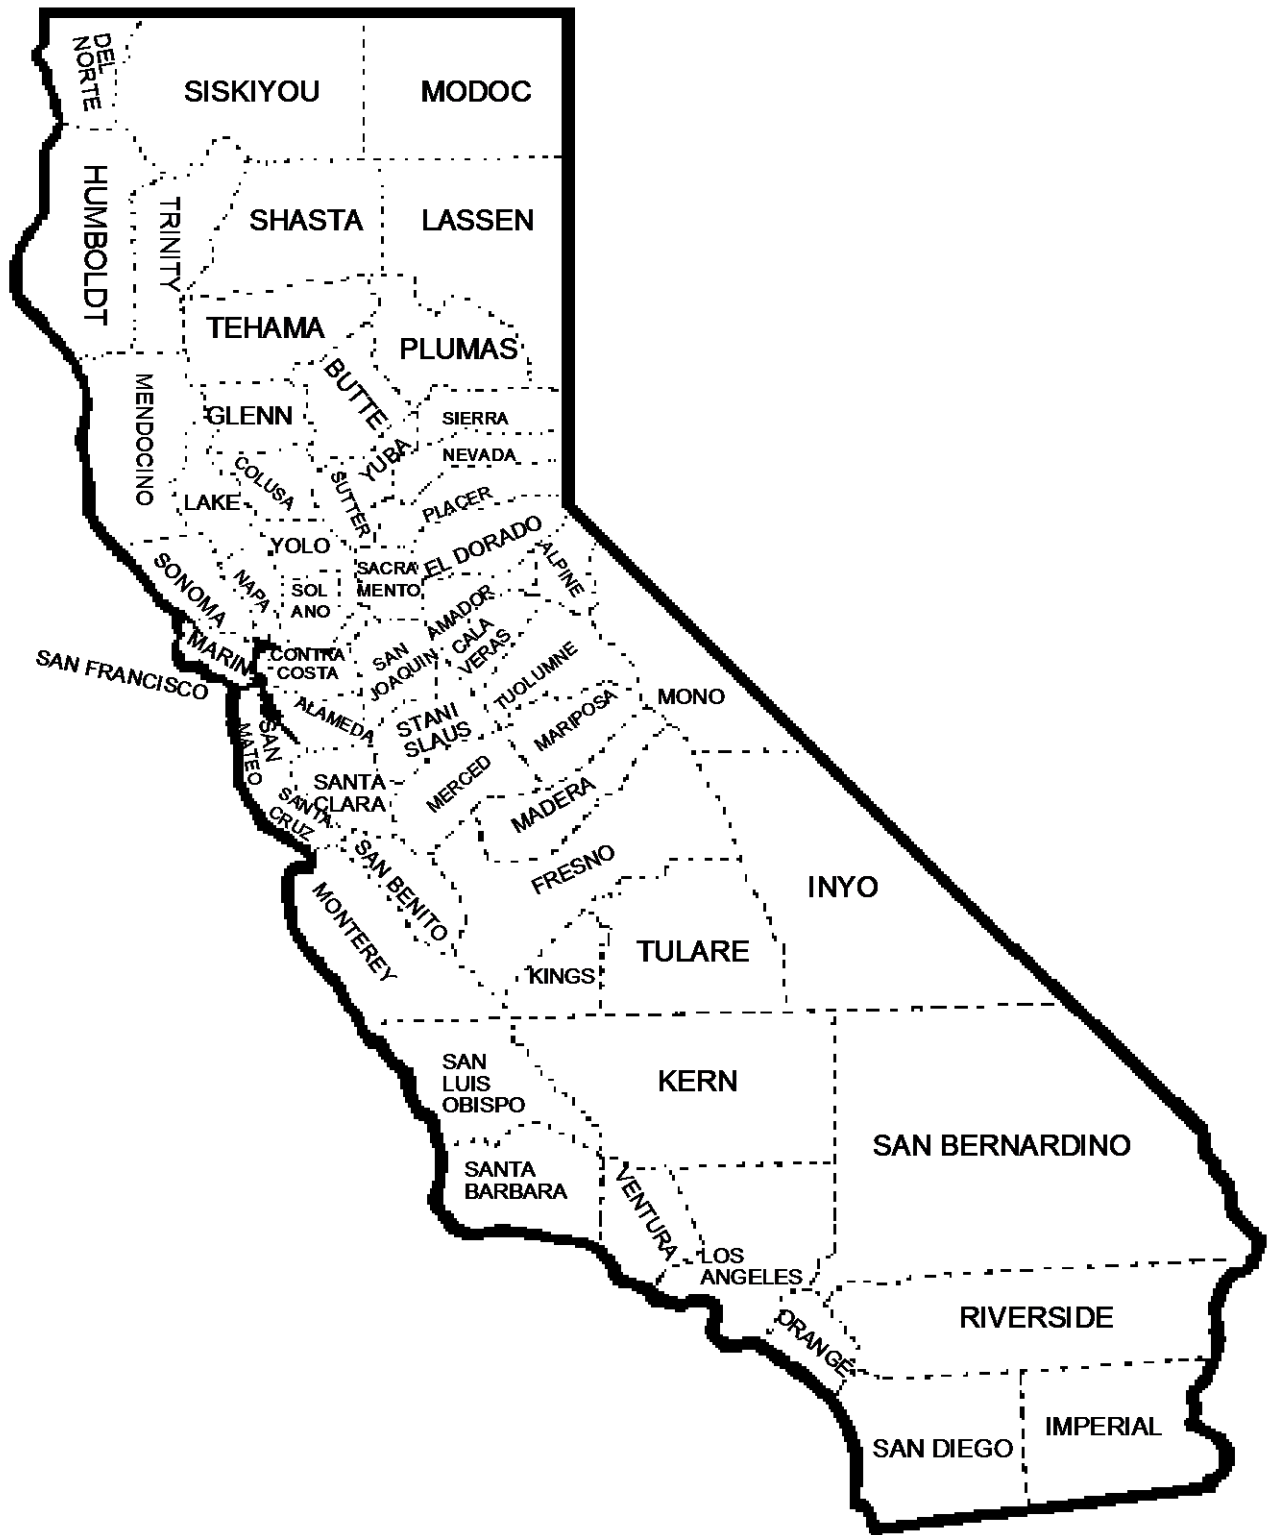 DEL
NORTE
SISKIYOU
MODOC
HUMBOLDT
TRINITY
SHASTA
LASSEN
TEHAMA
PLUMAS
MENDOCINO
GLENN
BUTTE
SIERRA
YUBA
NEVADA
LAKE
COLUSA
SUTTER
PLACER
YOLO
EL DORADO
ALPINE
SONOMA
NAPA
SOL
ANO
SACRA
MENTO
AMADOR
MARIN
CONTRA
COSTA
SAN
JOAQUIN
CALA
VERAS
TUOLUMNE
SAN FRANCISCO
MONO
ALAMEDA
STANI
SLAUS
MARIPOSA
SAN
MATEO
SANTA
CLARA
MERCED
MADERA
SANTA
CRUZ
SAN BENITO
FRESNO
INYO
MONTEREY
KINGS
TULARE
SAN
LUIS
OBISPO
KERN
SAN BERNARDINO
SANTA
BARBARA
VENTURA
LOS
ANGELES
ORANGE
RIVERSIDE
SAN DIEGO
IMPERIAL